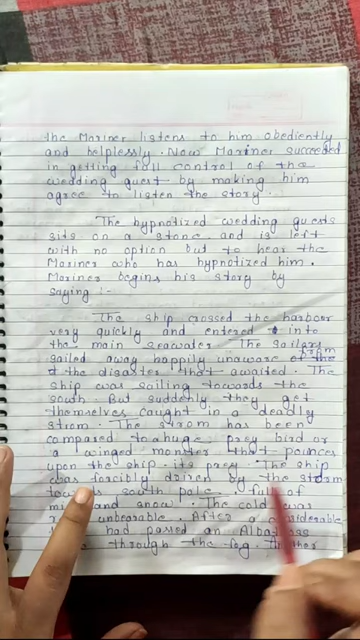 the Mariner listens to him obediently
and helplessly. Now Mariner succeeded
in getting full control of the
wedding guest by making him
agree to listen the story.
The hypnotized wedding guests
sits on a stone and is left
with no option but to hear the
Mariner who has hypnotized him.
Mariner begins his story by
saying :-
The ship crossed the harbour
very quickly and entered into
the main seawater. The sailors
sailed away happily unaware
the disaster that awaited. The
ship was sailing towards the
south. But suddenly they get
themselves caught in a deadly
strom. The strom has been
compared to a huge prey bird or
a winged monster that pounces
upon the ship its prey. The ship
was forcibly driven by the storm
south pole full of
and snow. The cold was
unbearable. After a considerable
had passed an Albatross
through the fog.